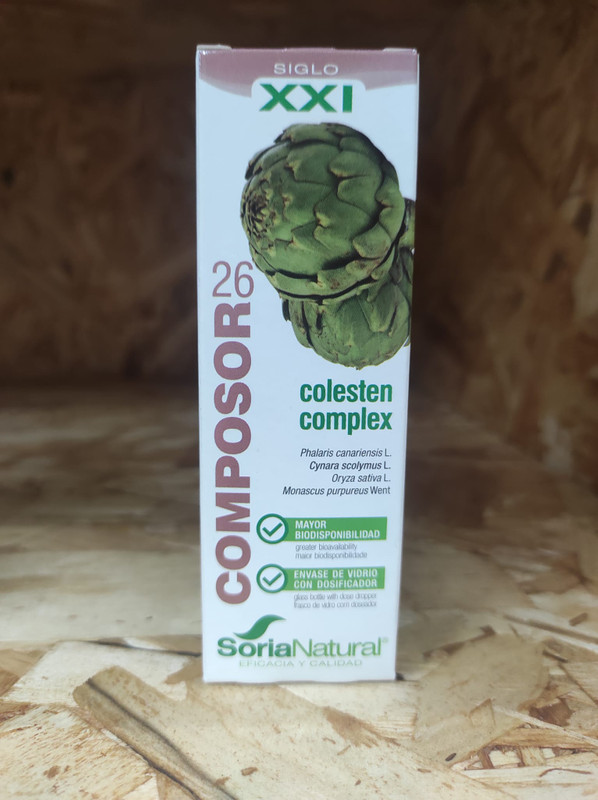 SIGLO
XXI
COMPOSOR 26
colesten
complex
Phalaris canariensis L.
Cynara scolymus L.
Oryza sativa L.
Monascus purpureus Went
MAYOR
BIODISPONIBILIDAD
greater bioavailability
maior biodisponibilidade
ENVASE DE VIDRIO
CON DOSIFICADOR
glass bottle with dose dropper
frasco de vidro com doseador
SoriaNatural®
EFICACIA Y CALIDAD